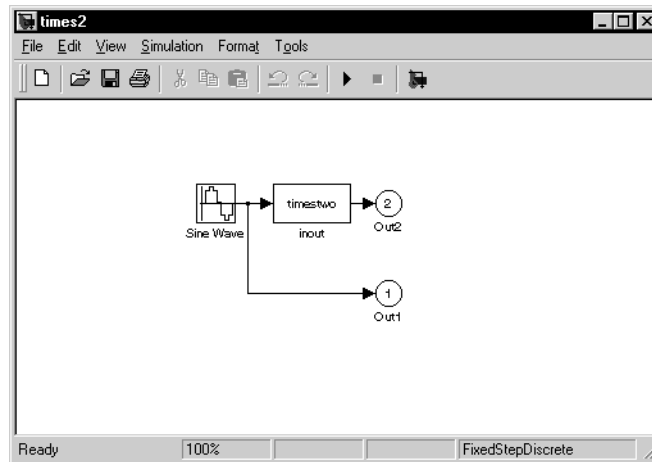 times2
File Edit View Simulation Format Tools
timestwo
2
Sine Wave
inout
Out2
1
Out1
Ready 100% FixedStepDiscrete